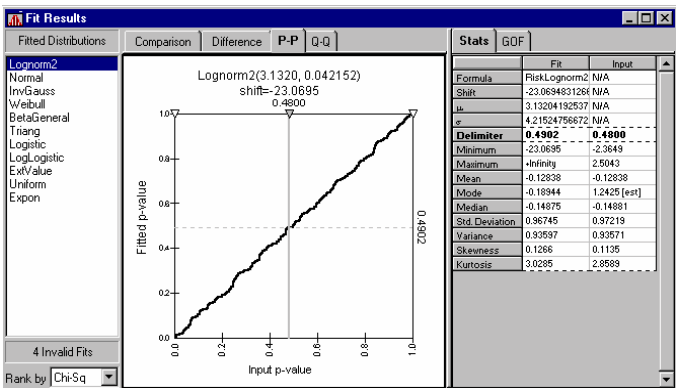 Fit Results
Fitted Distributions
Lognorm2
Normal
InvGauss
Weibull
BetaGeneral
Triang
Logistic
LogLogistic
ExtValue
Uniform
Expon
4 Invalid Fits
Rank by Chi-Sq
Comparison Difference P-P Q-Q
Lognorm2(3.1320, 0.042152)
shift=-23.0695
0.4800
1.0
0.8
0.6
0.4
0.2
0.0
Fitted p-value
0.4902
0.0 0.2 0.4 0.6 0.8 1.0
Input p-value
Stats GOF
Fit Input
Formula RiskLognorm2 N/A
Shift -23.0694831266 N/A
μ 3.13204192537 N/A
σ 4.21524756672 N/A
Delimiter 0.4902 0.4800
Minimum -23.0695 -2.3649
Maximum +Infinity 2.5043
Mean -0.12838 -0.12838
Mode -0.18944 1.2425 [est]
Median -0.14875 -0.14881
Std. Deviation 0.96745 0.97219
Variance 0.93597 0.93571
Skewness 0.1266 0.1135
Kurtosis 3.0285 2.8589